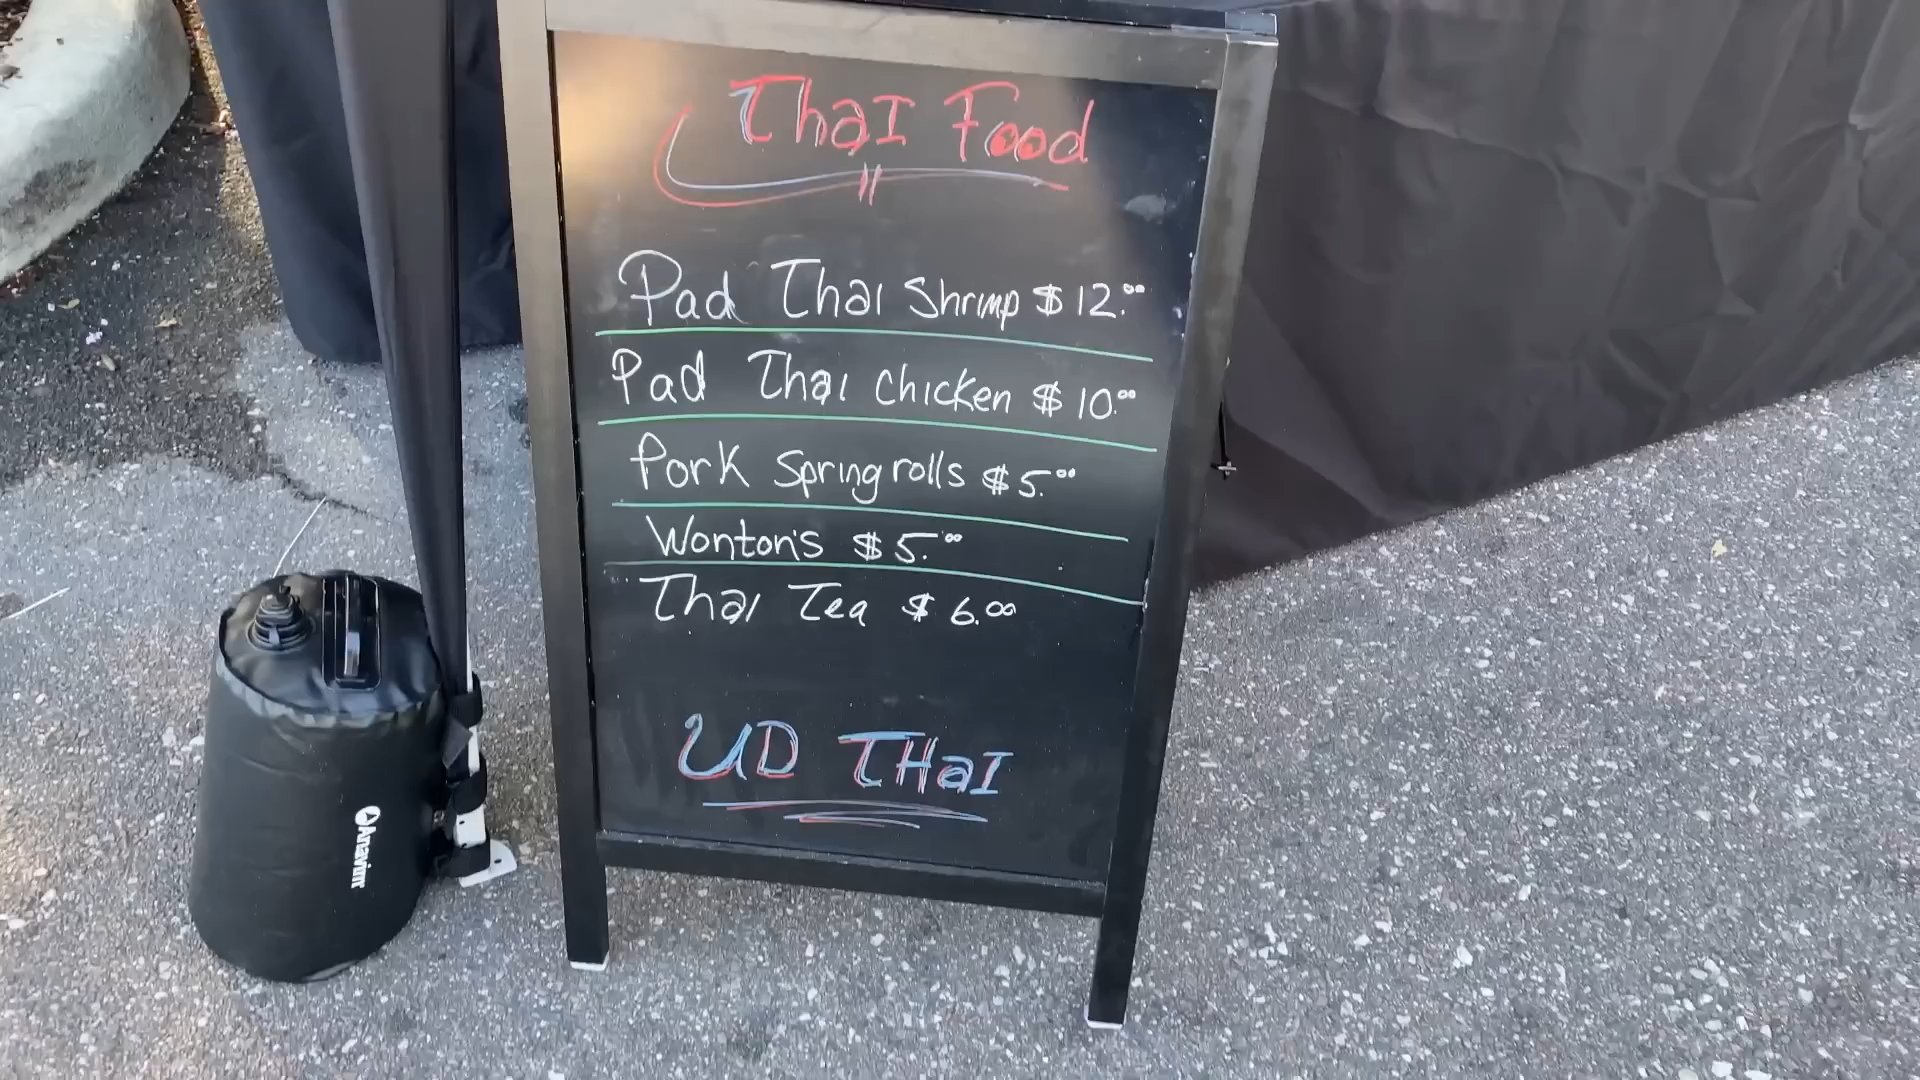 Thai Food
Pad Thai Shrimp $12.00
Pad Thai Chicken $10.00
Pork Spring rolls $5.00
Wonton's $5.00
Thai Tea $6.00
UD THaI
Anavim